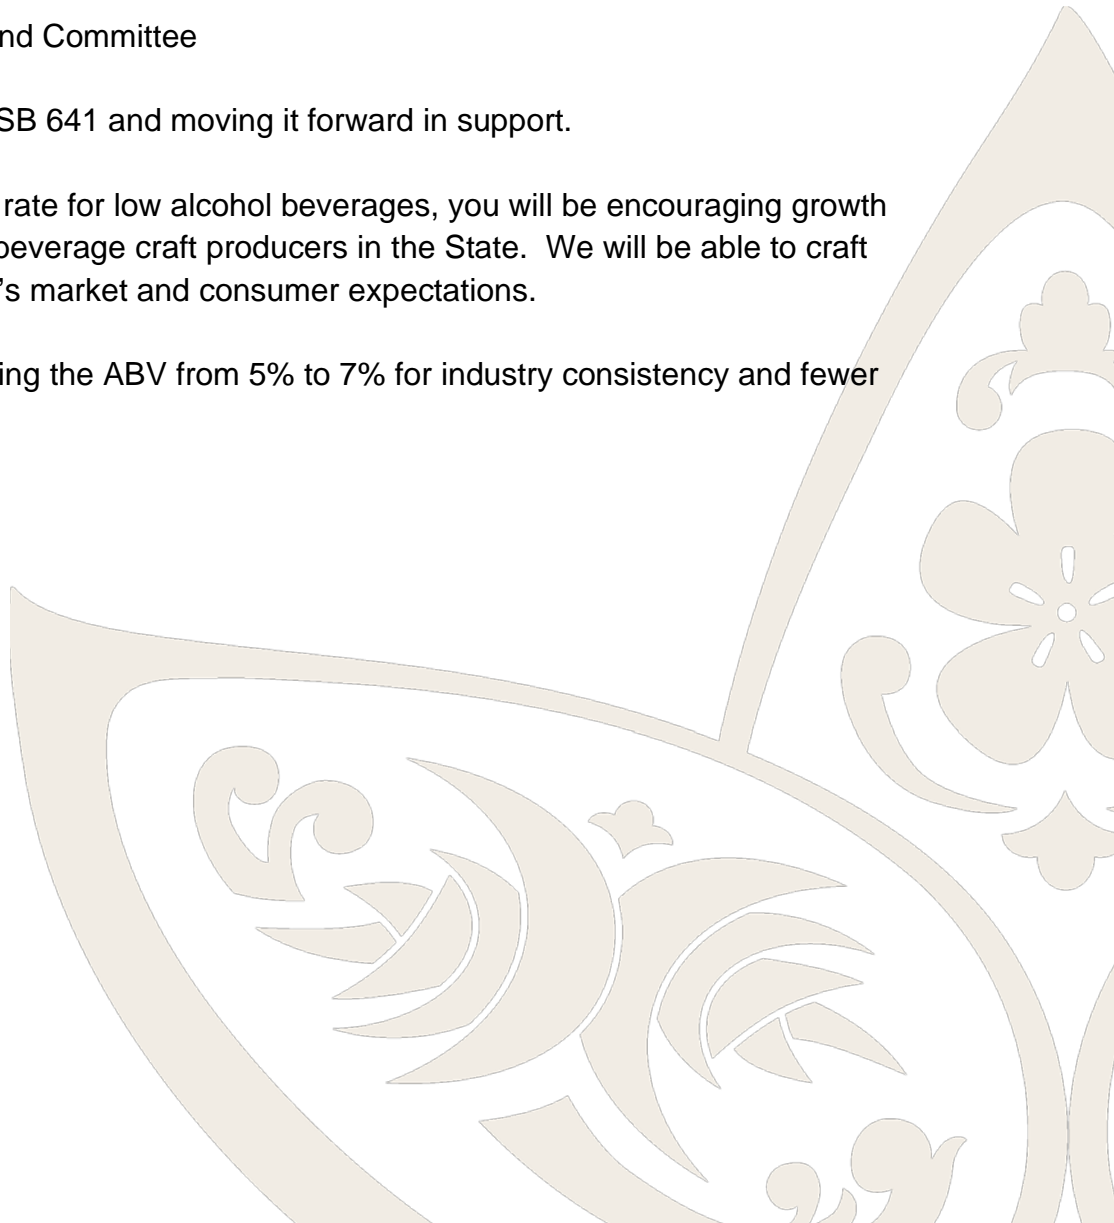 nd Committee
SB 641 and moving it forward in support.
rate for low alcohol beverages, you will be encouraging growth
beverage craft producers in the State.  We will be able to craft
’s market and consumer expectations.
ing the ABV from 5% to 7% for industry consistency and fewer